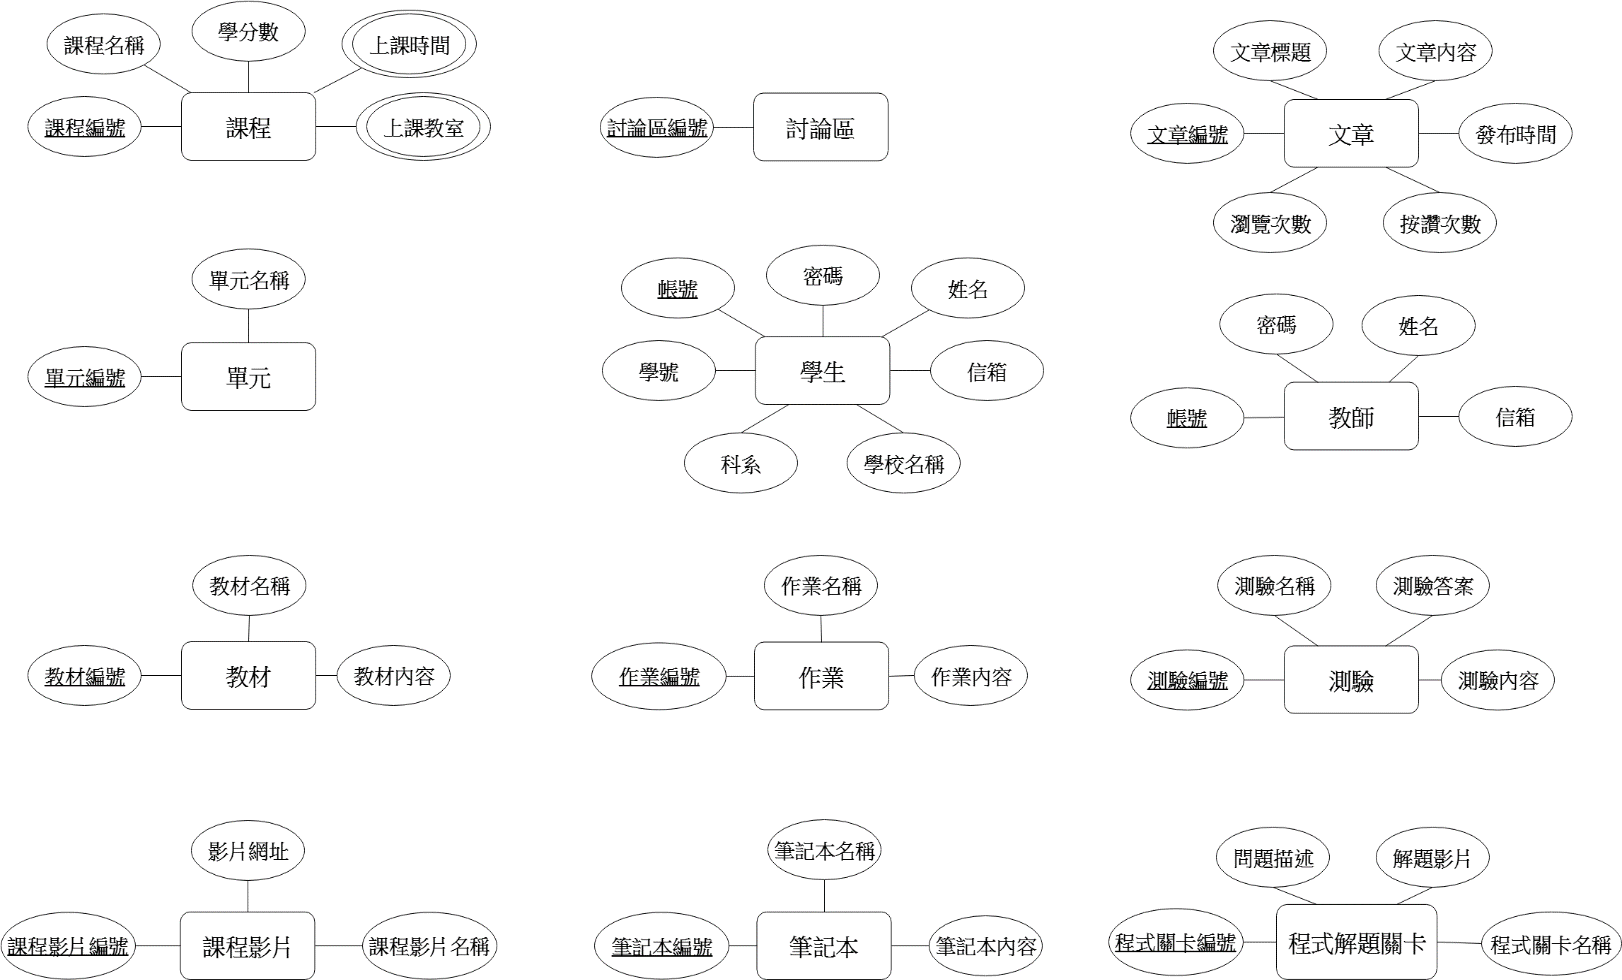 課程名稱
學分數
上課時間
課程編號
課程
上課教室
討論區編號
討論區
文章標題
文章內容
文章編號
文章
發布時間
瀏覽次數
按讚次數
單元名稱
單元編號
單元
帳號
密碼
姓名
學號
學生
信箱
科系
學校名稱
密碼
姓名
帳號
教師
信箱
教材名稱
教材編號
教材
教材內容
作業名稱
作業編號
作業
作業內容
測驗名稱
測驗答案
測驗編號
測驗
測驗內容
影片網址
課程影片編號
課程影片
課程影片名稱
筆記本名稱
筆記本編號
筆記本
筆記本內容
問題描述
解題影片
程式關卡編號
程式解題關卡
程式關卡名稱